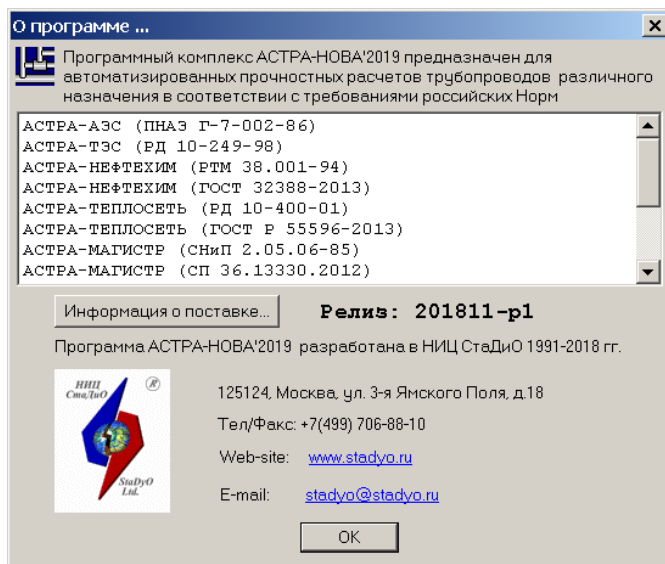 О программе ...
Программный комплекс АСТРА-НОВА'2019 предназначен для
автоматизированных прочностных расчетов трубопроводов различного
назначения в соответствии с требованиями российских Норм
АСТРА-АЭС (ПНАЭ Г-7-002-86)
АСТРА-ТЭС (РД 10-249-98)
АСТРА-НЕФТЕХИМ (РТМ 38.001-94)
АСТРА-НЕФТЕХИМ (ГОСТ 32388-2013)
АСТРА-ТЕПЛОСЕТЬ (РД 10-400-01)
АСТРА-ТЕПЛОСЕТЬ (ГОСТ Р 55596-2013)
АСТРА-МАГИСТР (СНиП 2.05.06-85)
АСТРА-МАГИСТР (СП 36.13330.2012)
Информация о поставке...
Релиз: 201811-p1
Программа АСТРА-НОВА'2019 разработана в НИЦ СтаДиО 1991-2018 гг.
НИЦ
СтаДиО
®
StaDyO
Ltd.
125124, Москва, ул. 3-я Ямского Поля, д.18
Тел/Факс: +7(499) 706-88-10
Web-site: www.stadyo.ru
E-mail: stadyo@stadyo.ru
OK